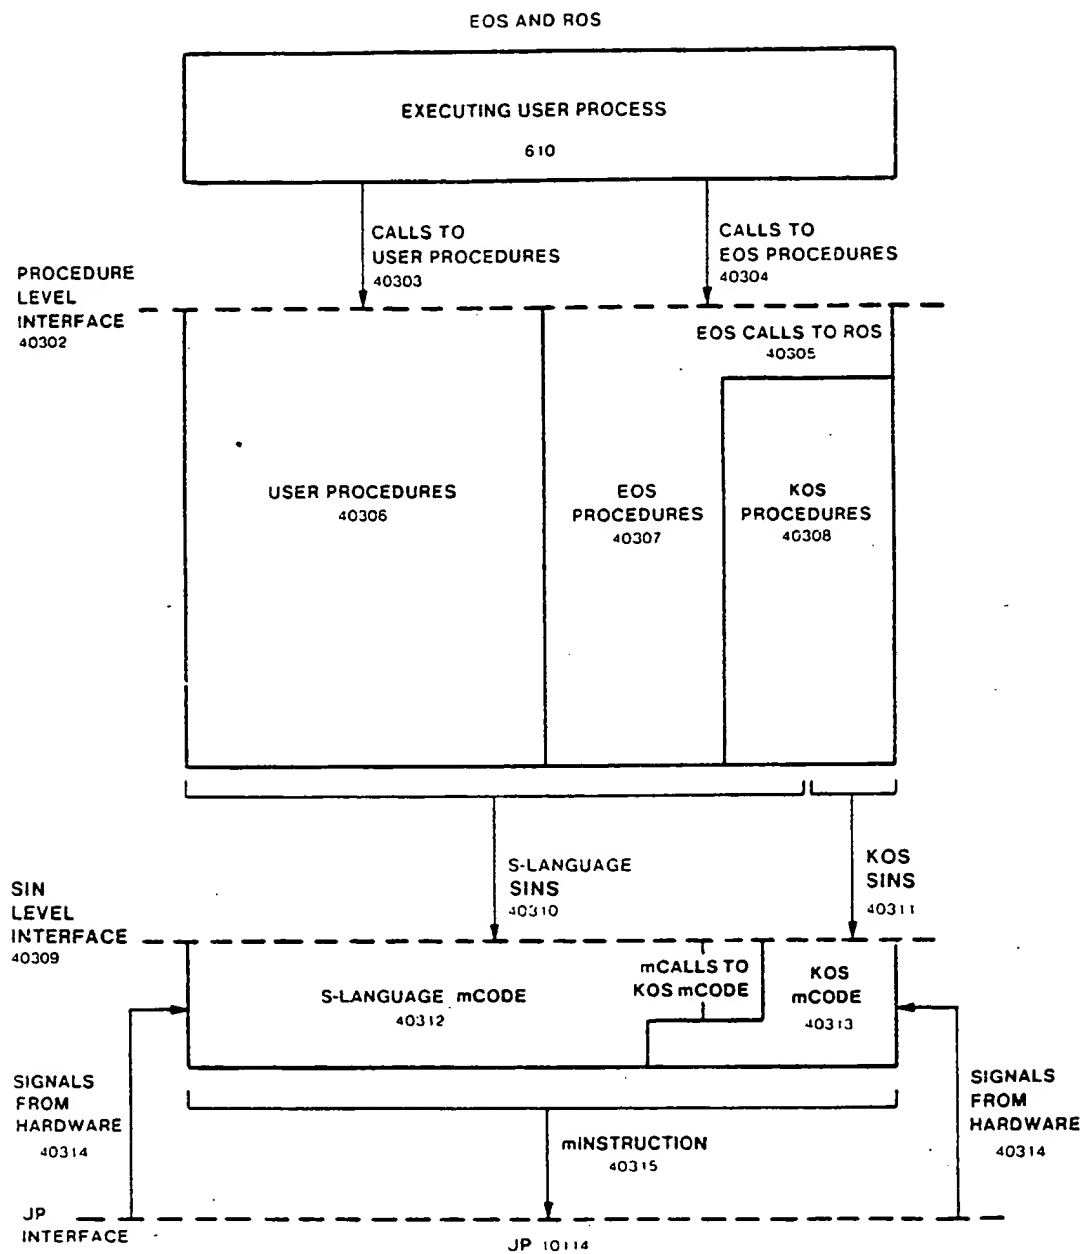 EOS AND ROS
EXECUTING USER PROCESS
610
CALLS TO
USER PROCEDURES
40303
CALLS TO
EOS PROCEDURES
40304
PROCEDURE
LEVEL
INTERFACE
40302
EOS CALLS TO ROS
40305
USER PROCEDURES
40306
EOS
PROCEDURES
40307
KOS
PROCEDURES
40308
S-LANGUAGE
SINS
40310
KOS
SINS
40311
SIN
LEVEL
INTERFACE
40309
S-LANGUAGE mCODE
40312
mCALLS TO
KOS mCODE
KOS
mCODE
40313
SIGNALS
FROM
HARDWARE
40314
mINSTRUCTION
40315
SIGNALS
FROM
HARDWARE
40314
JP
INTERFACE
JP 10114